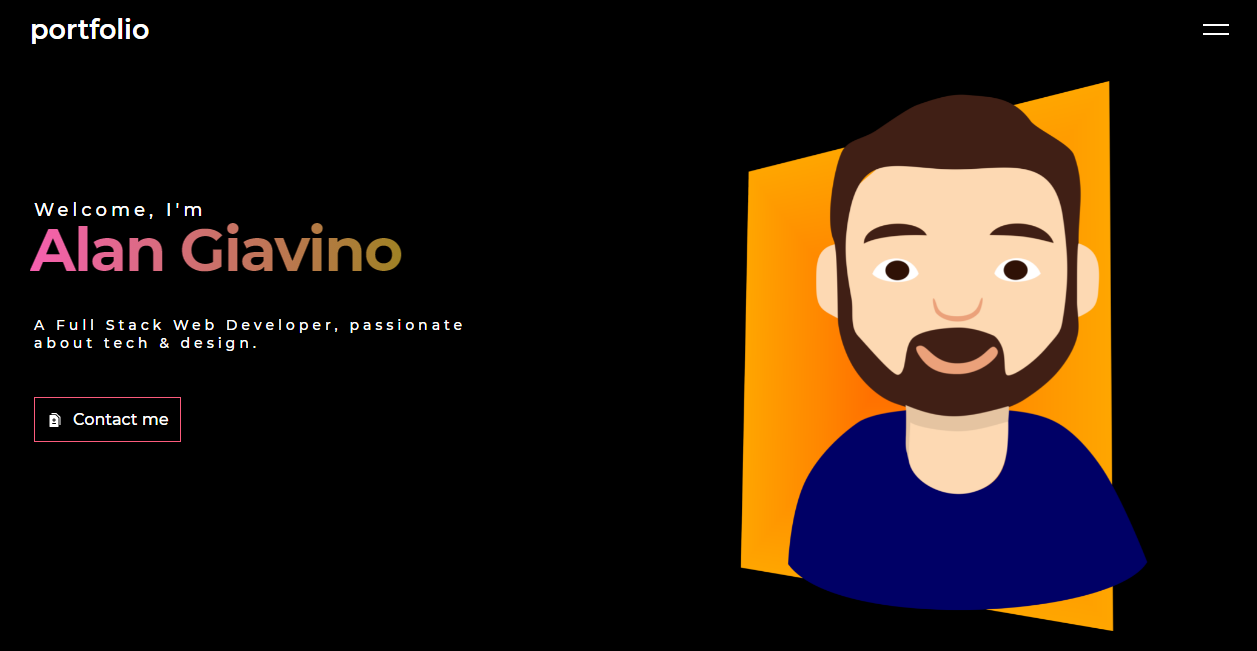 portfolio
Welcome, I'm
Alan Giavino
A Full Stack Web Developer, passionate
about tech & design.
Contact me